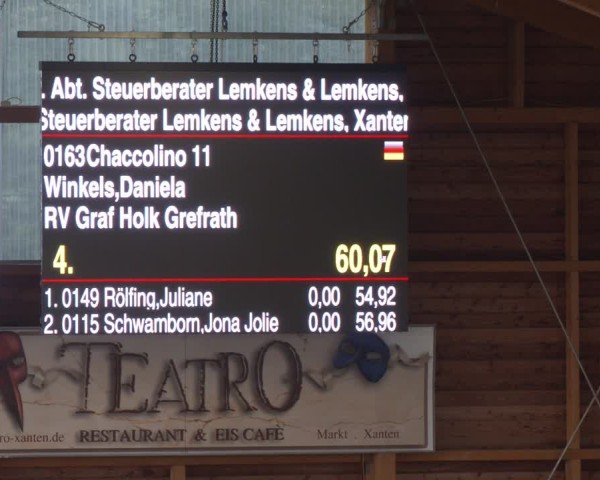 . Abt. Steuerberater Lemkens & Lemkens,
Steuerberater Lemkens & Lemkens, Xanten
0163Chaccolino 11
Winkels,Daniela
RV Graf Holk Grefrath
4. 60,07
1. 0149 Rölfing,Juliane 0,00 54,92
2. 0115 Schwamborn,Jona Jolie 0,00 56,96
TEATRO
ro-xanten.de RESTAURANT & EIS CAFE Markt . Xanten